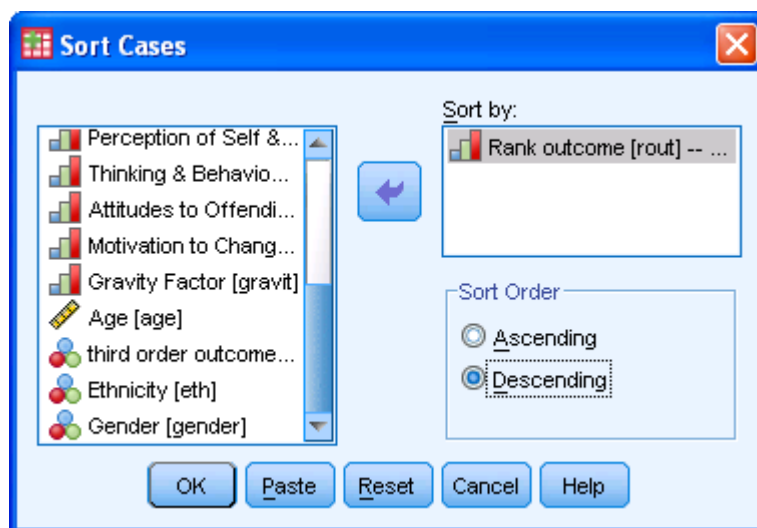 Sort Cases
Perception of Self &...
Thinking & Behavio...
Attitudes to Offendi...
Motivation to Chang...
Gravity Factor [gravit]
Age [age]
third order outcome...
Ethnicity [eth]
Gender [gender]
Sort by:
Rank outcome [rout] -- ...
Sort Order
Ascending
Descending
OK
Paste
Reset
Cancel
Help